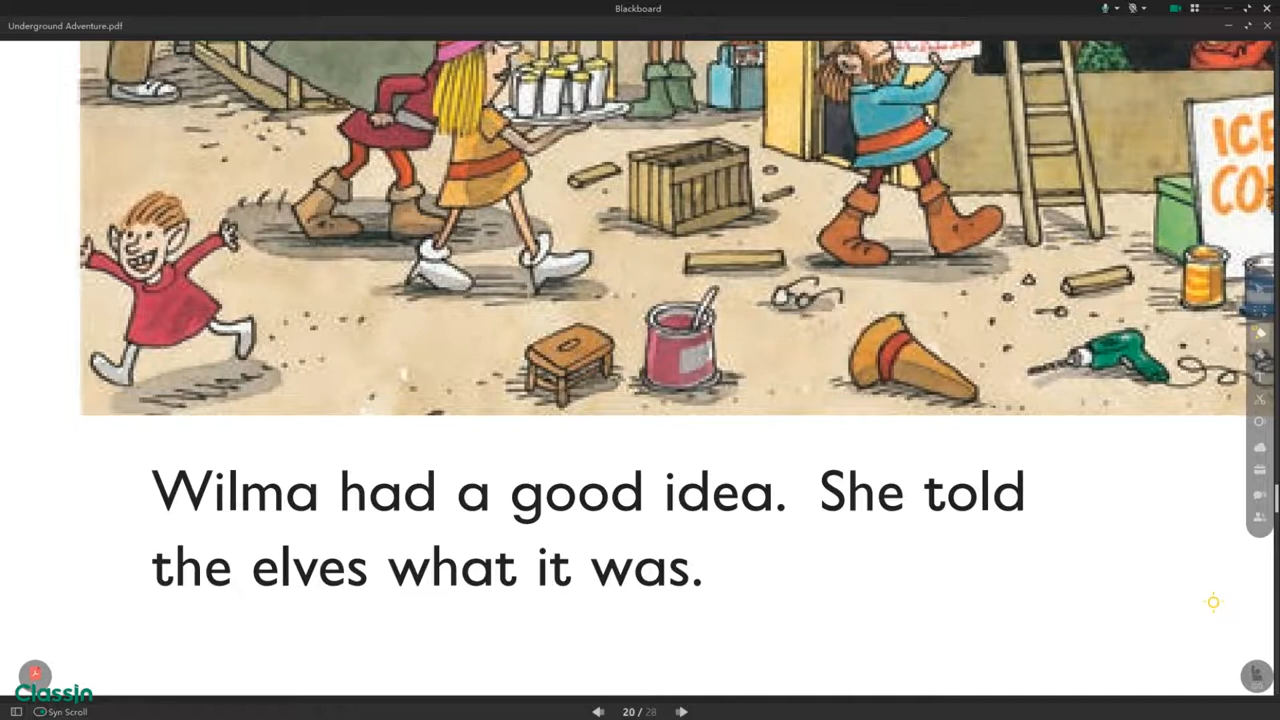 Blackboard
Underground Adventure.pdf
ICE
Wilma had a good idea. She told
the elves what it was.
ClassIn
Syn Scroll
20 / 28